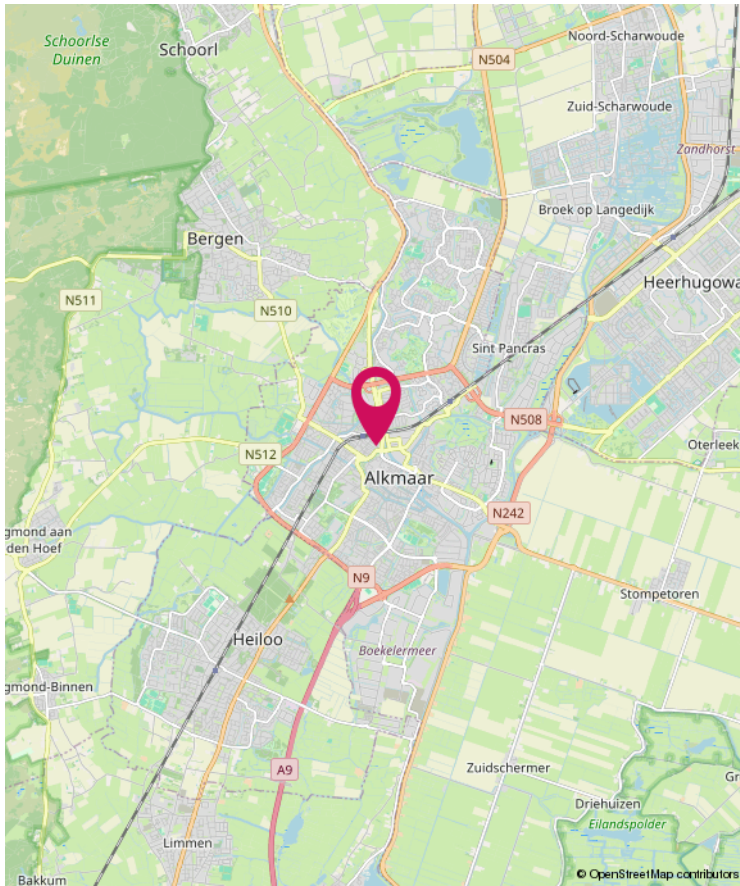 Schoorlse
Duinen
Schoorl
Noord-Scharwoude
N504
Zuid-Scharwoude
Zandhorst
Broek op Langedijk
Bergen
Heerhugowa
N511
N510
Sint Pancras
N508
Oterleek
N512
Alkmaar
N242
gmond aan
den Hoef
N9
Stompetoren
Heiloo
Boekelermeer
gmond-Binnen
A9
Zuidschermer
Gr
Driehuizen
Eilandspolder
Limmen
Bakkum
© OpenStreetMap contributors